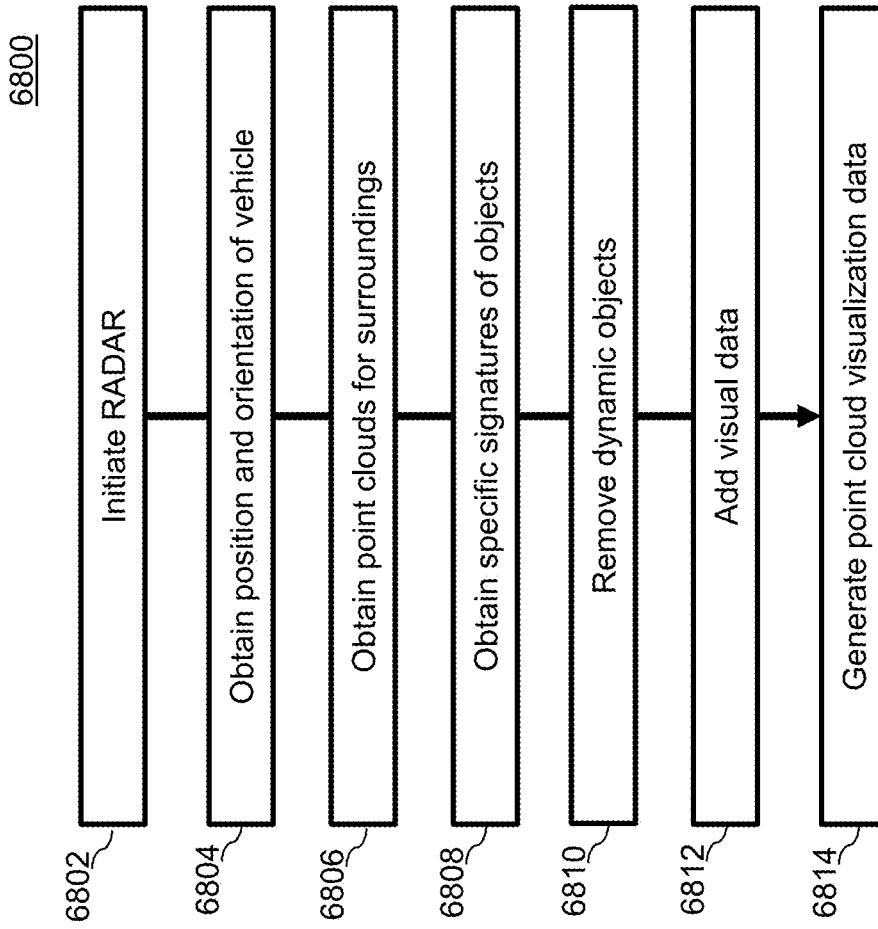 6800
6802
Initiate RADAR
6804
Obtain position and orientation of vehicle
6806
Obtain point clouds for surroundings
6808
Obtain specific signatures of objects
6810
Remove dynamic objects
6812
Add visual data
6814
Generate point cloud visualization data